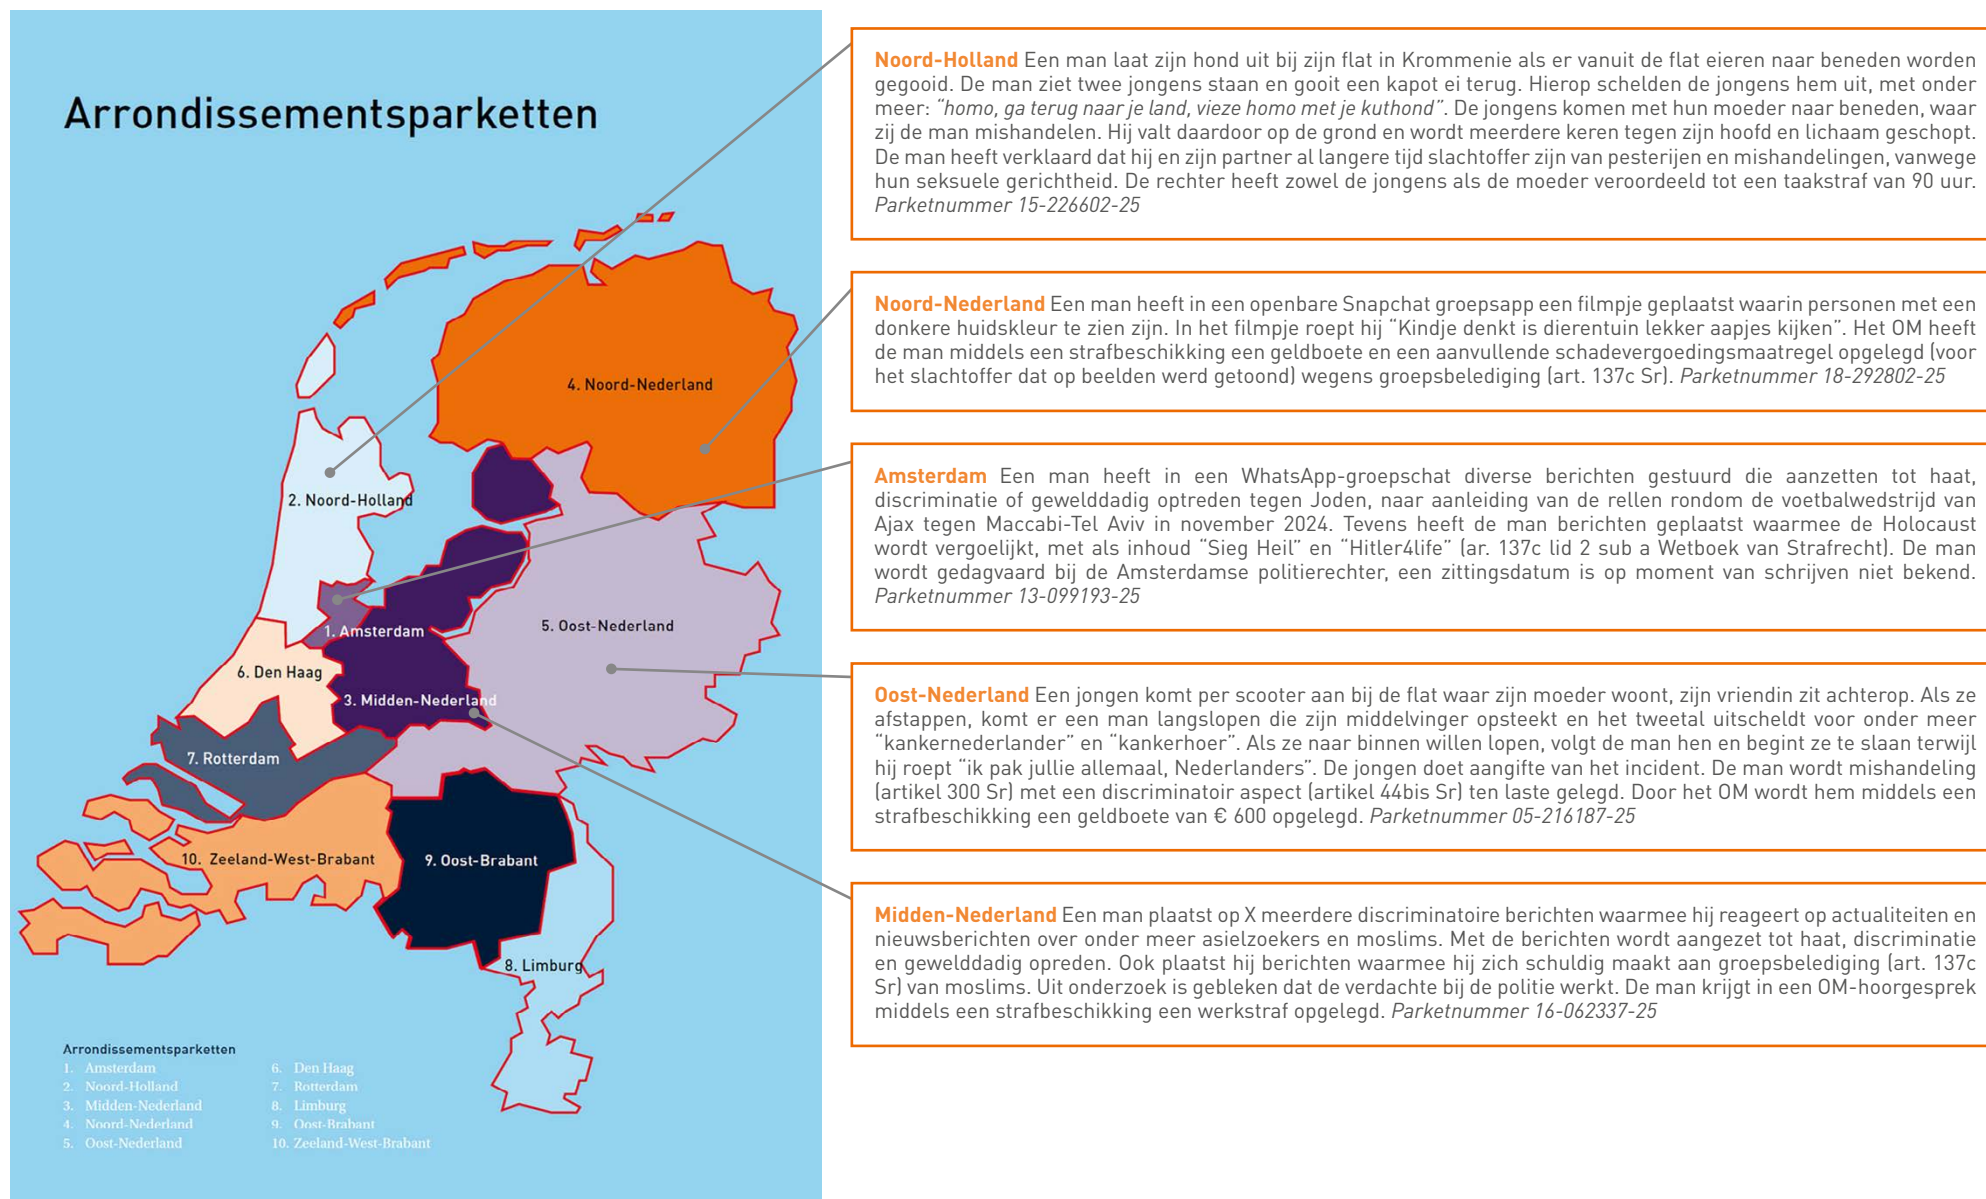 Arrondissementsparketten
4. Noord-Nederland
2. Noord-Holland
1. Amsterdam
5. Oost-Nederland
6. Den Haag
3. Midden-Nederland
7. Rotterdam
10. Zeeland-West-Brabant
9. Oost-Brabant
8. Limburg
Arrondissementsparketten
1. Amsterdam
2. Noord-Holland
3. Midden-Nederland
4. Noord-Nederland
5. Oost-Nederland
6. Den Haag
7. Rotterdam
8. Limburg
9. Oost-Brabant
10. Zeeland-West-Brabant
Noord-Holland Een man laat zijn hond uit bij zijn flat in Krommenie als er vanuit de flat eieren naar beneden worden
gegooid. De man ziet twee jongens staan en gooit een kapot ei terug. Hierop schelden de jongens hem uit, met onder
meer: "homo, ga terug naar je land, vieze homo met je kuthond". De jongens komen met hun moeder naar beneden, waar
zij de man mishandelen. Hij valt daardoor op de grond en wordt meerdere keren tegen zijn hoofd en lichaam geschopt.
De man heeft verklaard dat hij en zijn partner al langere tijd slachtoffer zijn van pesterijen en mishandelingen, vanwege
hun seksuele gerichtheid. De rechter heeft zowel de jongens als de moeder veroordeeld tot een taakstraf van 90 uur.
Parketnummer 15-226602-25
Noord-Nederland Een man heeft in een openbare Snapchat groepsapp een filmpje geplaatst waarin personen met een
donkere huidskleur te zien zijn. In het filmpje roept hij "Kindje denkt is dierentuin lekker aapjes kijken". Het OM heeft
de man middels een strafbeschikking een geldboete en een aanvullende schadevergoedingsmaatregel opgelegd (voor
het slachtoffer dat op beelden werd getoond) wegens groepsbelediging (art. 137c Sr). Parketnummer 18-292802-25
Amsterdam Een man heeft in een WhatsApp-groepschat diverse berichten gestuurd die aanzetten tot haat,
discriminatie of gewelddadig optreden tegen Joden, naar aanleiding van de rellen rondom de voetbalwedstrijd van
Ajax tegen Maccabi-Tel Aviv in november 2024. Tevens heeft de man berichten geplaatst waarmee de Holocaust
wordt vergoelijkt, met als inhoud "Sieg Heil" en "Hitler4life" (ar. 137c lid 2 sub a Wetboek van Strafrecht). De man
wordt gedagvaard bij de Amsterdamse politierechter, een zittingsdatum is op moment van schrijven niet bekend.
Parketnummer 13-099193-25
Oost-Nederland Een jongen komt per scooter aan bij de flat waar zijn moeder woont, zijn vriendin zit achterop. Als ze
afstappen, komt er een man langslopen die zijn middelvinger opsteekt en het tweetal uitscheldt voor onder meer
"kankernederlander" en "kankerhoer". Als ze naar binnen willen lopen, volgt de man hen en begint ze te slaan terwijl
hij roept "ik pak jullie allemaal, Nederlanders". De jongen doet aangifte van het incident. De man wordt mishandeling
(artikel 300 Sr) met een discriminatoir aspect (artikel 44bis Sr) ten laste gelegd. Door het OM wordt hem middels een
strafbeschikking een geldboete van € 600 opgelegd. Parketnummer 05-216187-25
Midden-Nederland Een man plaatst op X meerdere discriminatoire berichten waarmee hij reageert op actualiteiten en
nieuwsberichten over onder meer asielzoekers en moslims. Met de berichten wordt aangezet tot haat, discriminatie
en gewelddadig opreden. Ook plaatst hij berichten waarmee hij zich schuldig maakt aan groepsbelediging (art. 137c
Sr) van moslims. Uit onderzoek is gebleken dat de verdachte bij de politie werkt. De man krijgt in een OM-hoorgesprek
middels een strafbeschikking een werkstraf opgelegd. Parketnummer 16-062337-25